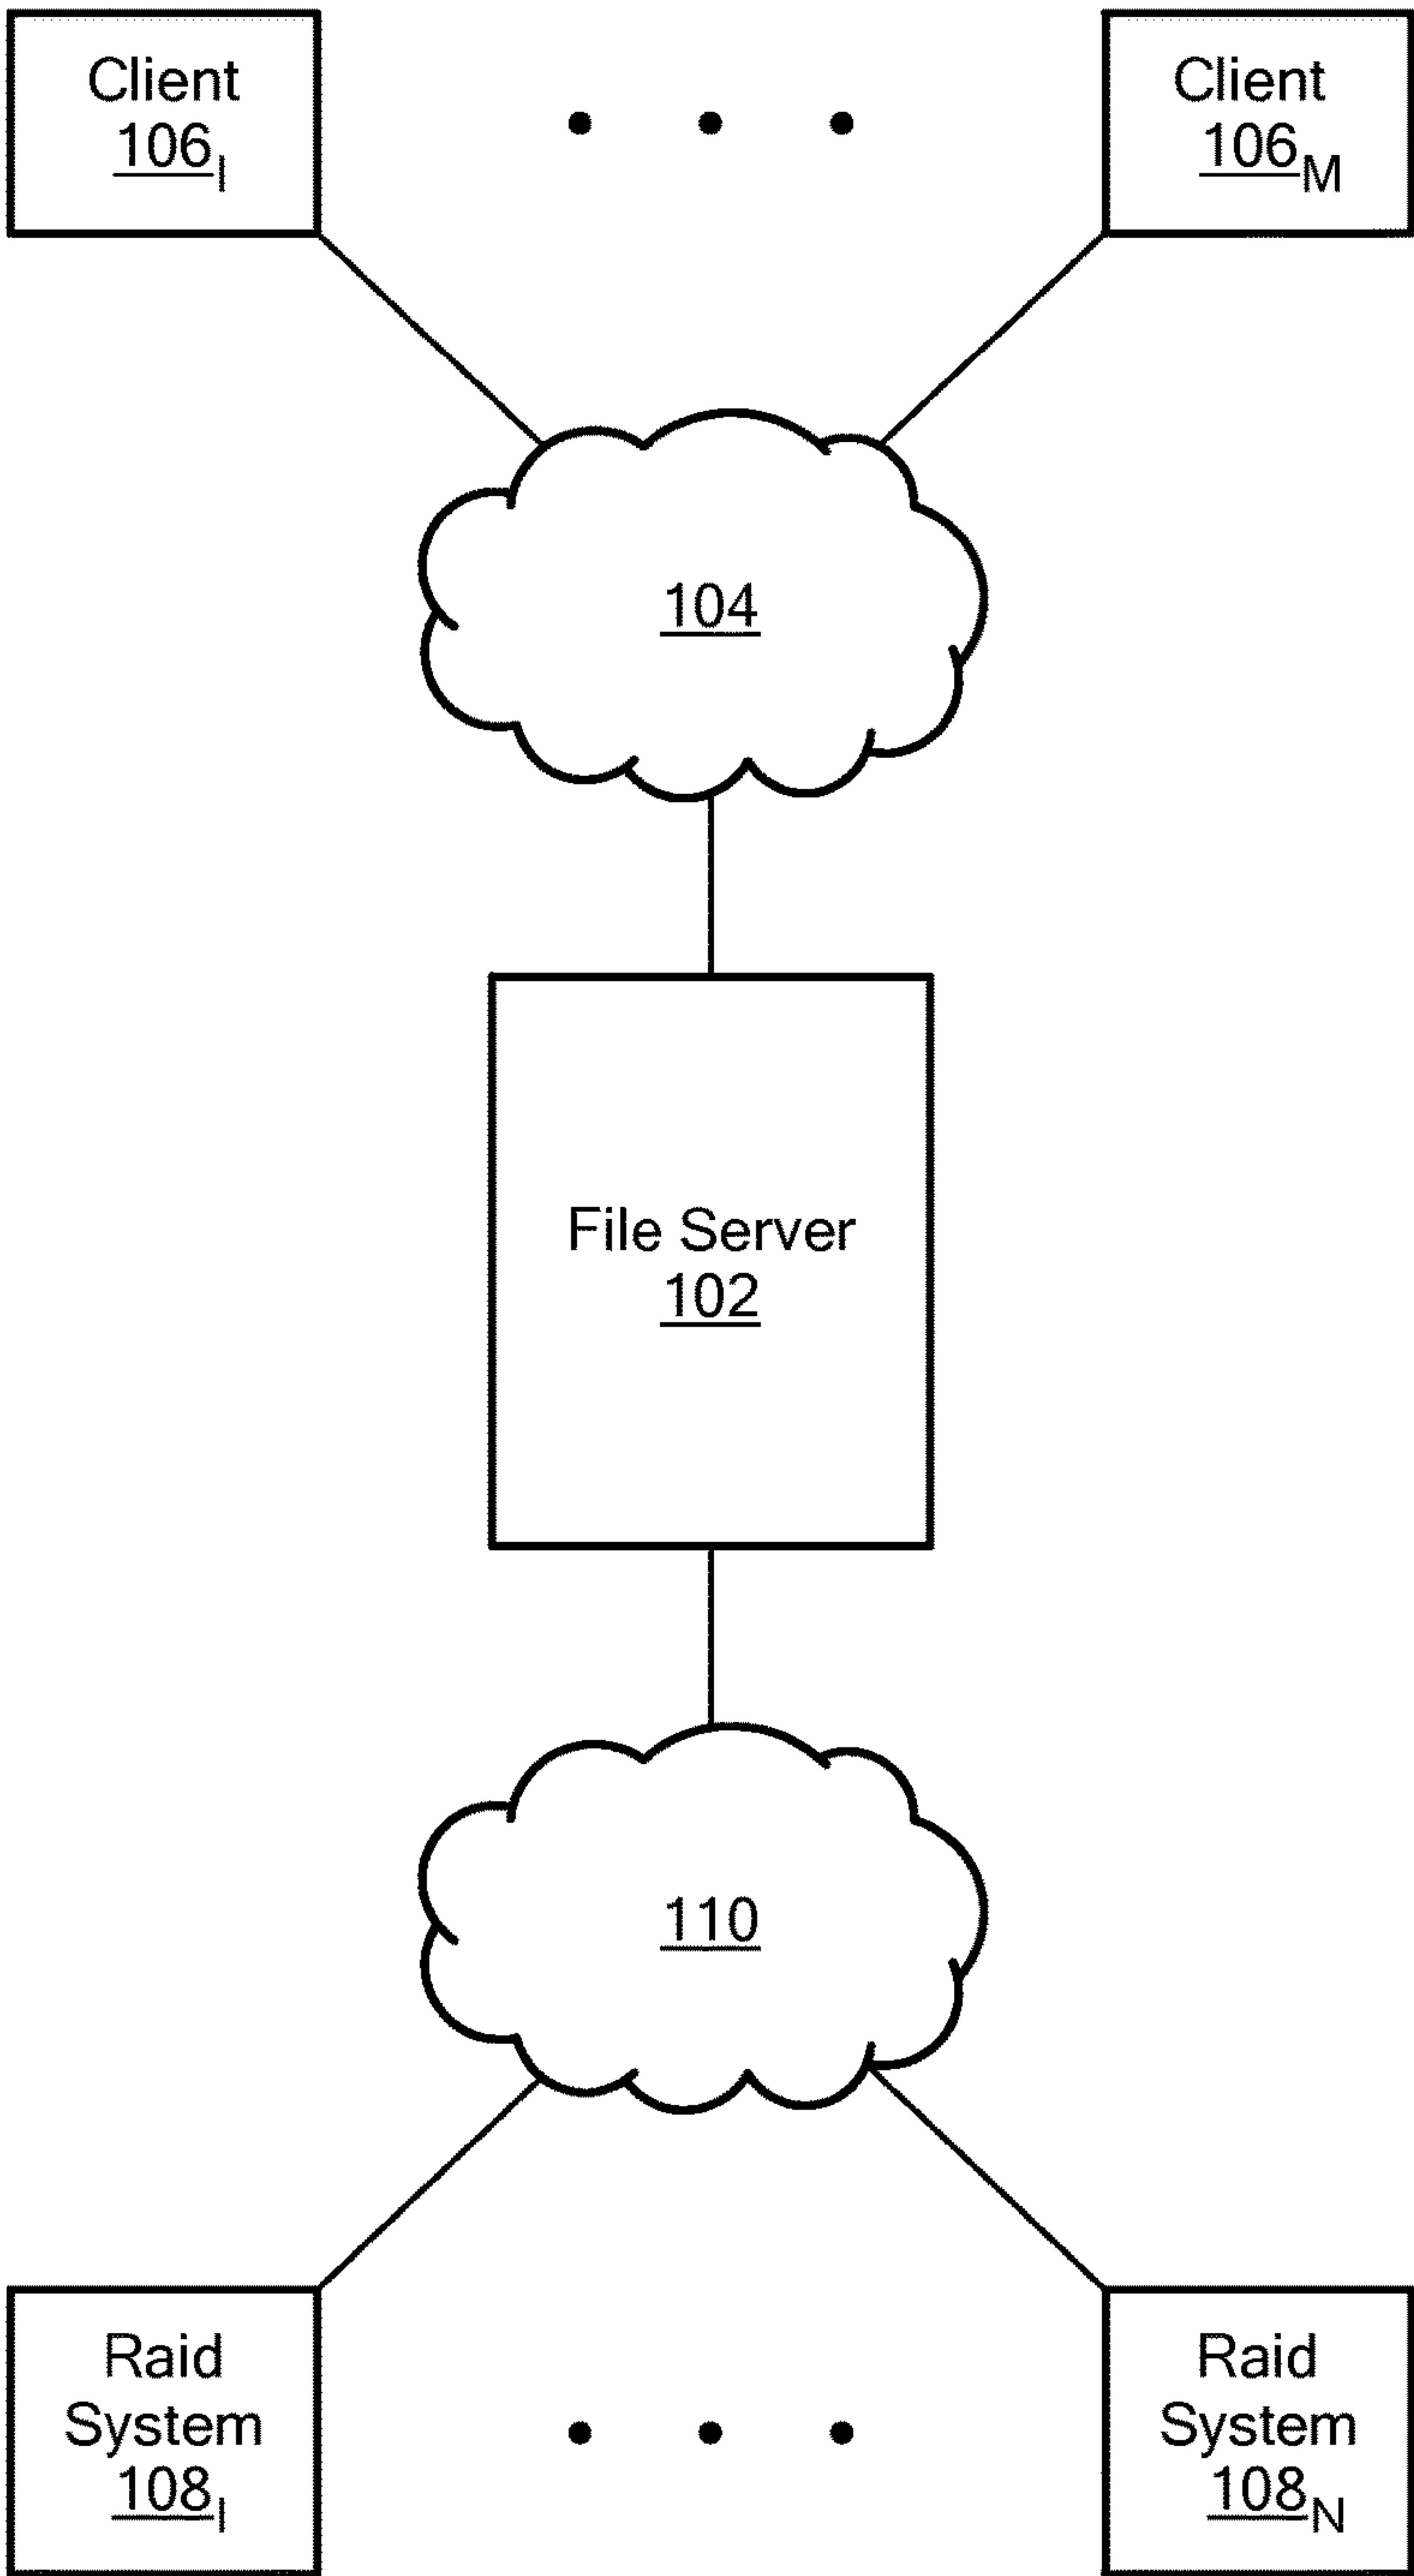 Client
106I
Client
106M
104
File Server
102
110
Raid
System
108I
Raid
System
108N